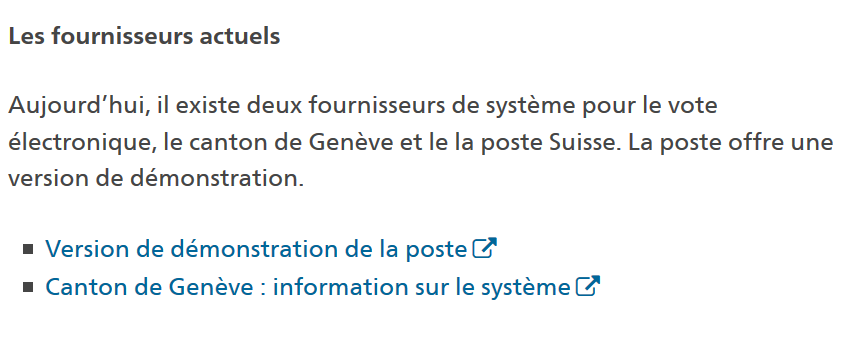 Les fournisseurs actuels
Aujourd’hui, il existe deux fournisseurs de système pour le vote
électronique, le canton de Genève et le la poste Suisse. La poste offre une
version de démonstration.
Version de démonstration de la poste
Canton de Genève : information sur le système